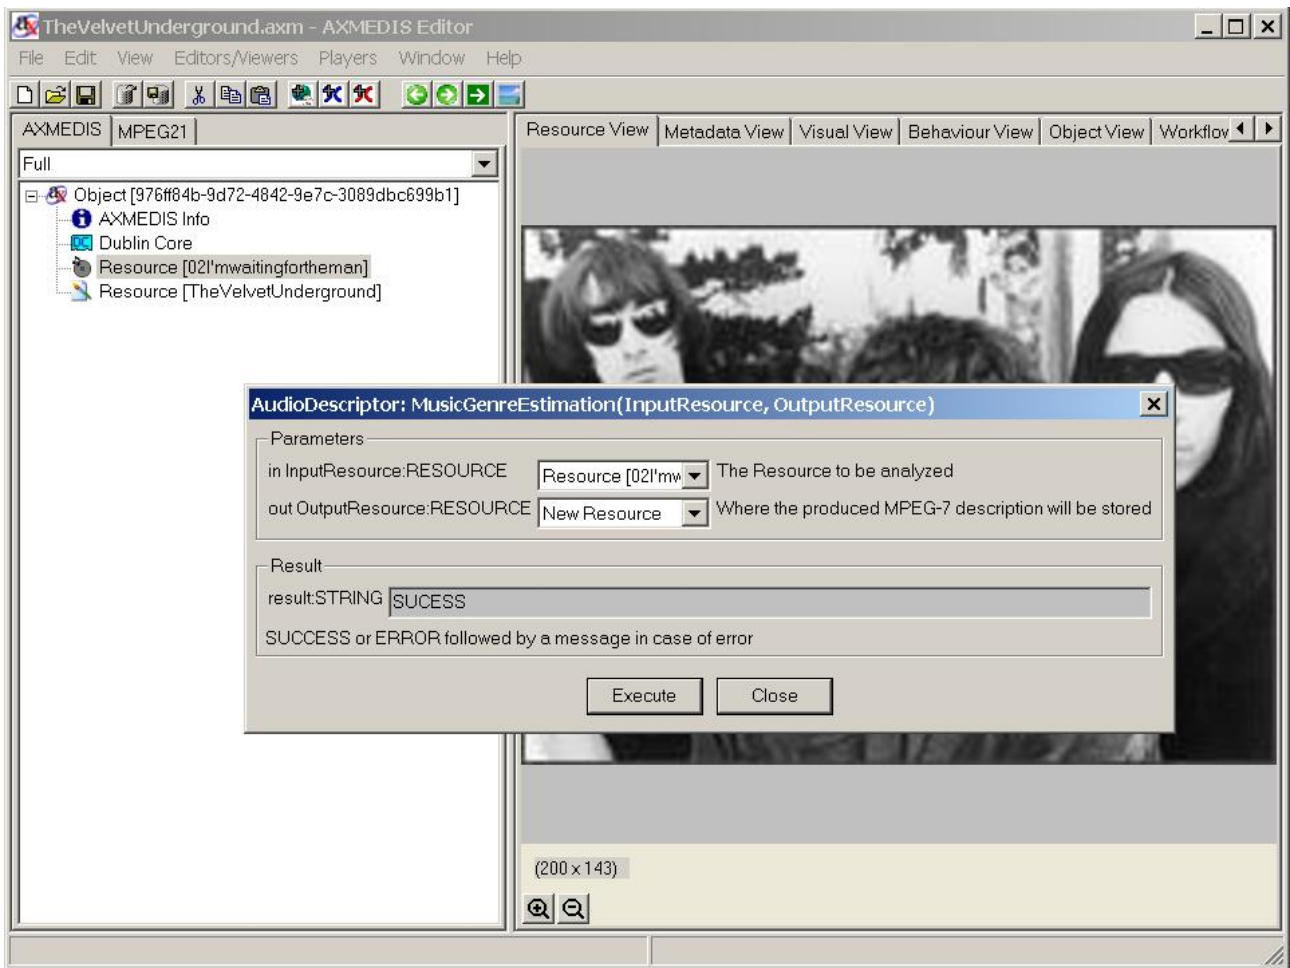 TheVelvetUnderground.axm - AXMEDIS Editor
File Edit View Editors/Viewers Players Window Help
AXMEDIS MPEG21
Full
Object [976ff84b-9d72-4842-9e7c-3089dbc699b1]
AXMEDIS Info
DC Dublin Core
Resource [02I'mwaitingfortheman]
Resource [TheVelvetUnderground]
Resource View Metadata View Visual View Behaviour View Object View Workflov
AudioDescriptor: MusicGenreEstimation(InputResource, OutputResource)
Parameters
in InputResource:RESOURCE Resource [02I'mw The Resource to be analyzed
out OutputResource:RESOURCE New Resource Where the produced MPEG-7 description will be stored
Result
result:STRING SUCESS
SUCCESS or ERROR followed by a message in case of error
Execute Close
(200 x 143)